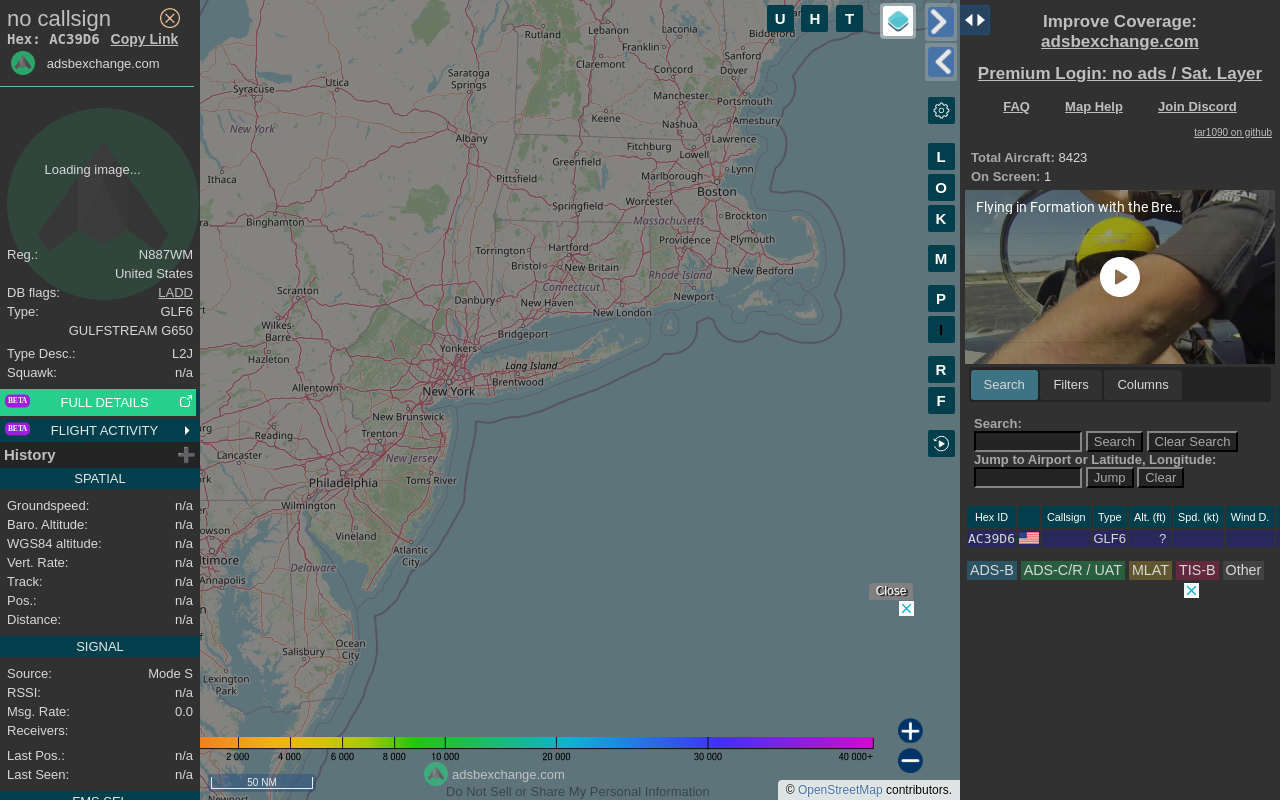 no callsign
Hex: AC39D6 Copy Link
adsbexchange.com
Loading image...
Reg.: N887WM
United States
DB flags: LADD
Type: GLF6
GULFSTREAM G650
Type Desc.: L2J
Squawk: n/a
BETA FULL DETAILS
BETA FLIGHT ACTIVITY
History
SPATIAL
Groundspeed: n/a
Baro. Altitude: n/a
WGS84 altitude: n/a
Vert. Rate: n/a
Track: n/a
Pos.: n/a
Distance: n/a
SIGNAL
Source: Mode S
RSSI: n/a
Msg. Rate: 0.0
Receivers:
Last Pos.: n/a
Last Seen: n/a
FMS SEL
U H T
L
O
K
M
P
I
R
F
Rutland
Lebanon
Laconia
Franklin
Biddeford
Claremont
Sanford
Concord
Dover
Utica
Saratoga
Springs
Syracuse
Manchester
Portsmouth
Keene
Nashua
Amesbury
New York
Albany
Fitchburg
Lawrence
Greenfield
Lowell
Ithaca
Pittsfield
Marlborough
Lynn
Boston
Springfield
Worcester
Binghamton
Massachusetts
Brockton
Torrington
Hartford
Providence
Plymouth
Bristol
New Britain
Rhode Island
New Bedford
Scranton
Connecticut
Danbury
New Haven
Newport
New London
Wilkes-
Barre
Bridgeport
Hazleton
Yonkers
Long Island
Allentown
New York
Brentwood
New Brunswick
Reading
Trenton
Lancaster
New Jersey
Philadelphia
Toms River
Wilmington
Vineland
Atlantic
City
Delaware
Annapolis
Ocean
City
Salisbury
Lexington
Park
Close
2 000 4 000 6 000 8 000 10 000 20 000 30 000 40 000+
50 NM
adsbexchange.com
Do Not Sell or Share My Personal Information
© OpenStreetMap contributors.
Improve Coverage:
adsbexchange.com
Premium Login: no ads / Sat. Layer
FAQ Map Help Join Discord
tar1090 on github
Total Aircraft: 8423
On Screen: 1
Flying in Formation with the Bre...
Search Filters Columns
Search:
Search Clear Search
Jump to Airport or Latitude, Longitude:
Jump Clear
Hex ID Callsign Type Alt. (ft) Spd. (kt) Wind D.
AC39D6 GLF6 ?
ADS-B ADS-C/R / UAT MLAT TIS-B Other